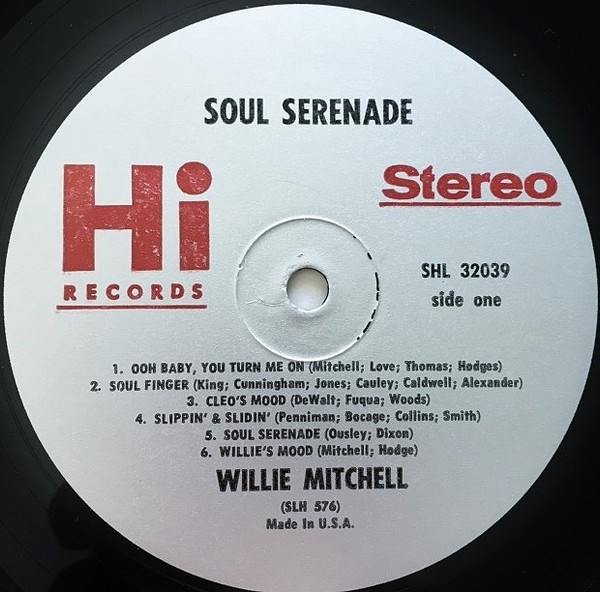 SOUL SERENADE
Hi
RECORDS
Stereo
SHL 32039
side one
1. OOH BABY, YOU TURN ME ON (Mitchell; Love; Thomas; Hodges)
2. SOUL FINGER (King; Cunningham; Jones; Cauley; Caldwell; Alexander)
3. CLEO'S MOOD (DeWalt; Fuqua; Woods)
4. SLIPPIN' & SLIDIN' (Penniman; Bocage; Collins; Smith)
5. SOUL SERENADE (Ousley; Dixon)
6. WILLIE'S MOOD (Mitchell; Hodge)
WILLIE MITCHELL
(SLH 576)
Made In U.S.A.